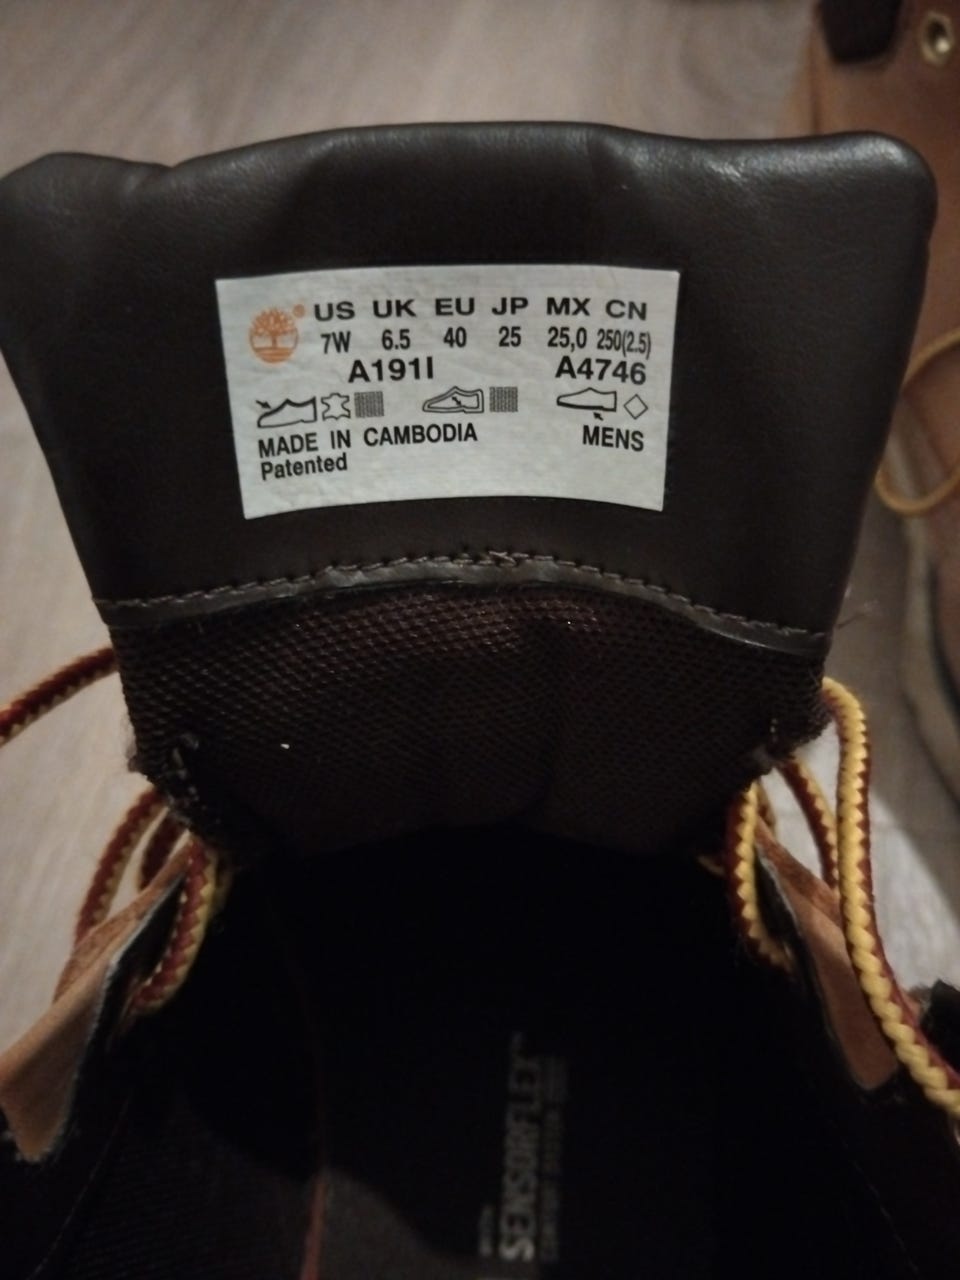 ® US UK EU JP MX CN
7W 6.5 40 25 25,0 250(2.5)
A191I A4746
MADE IN CAMBODIA MENS
Patented
SENSORFLEX™